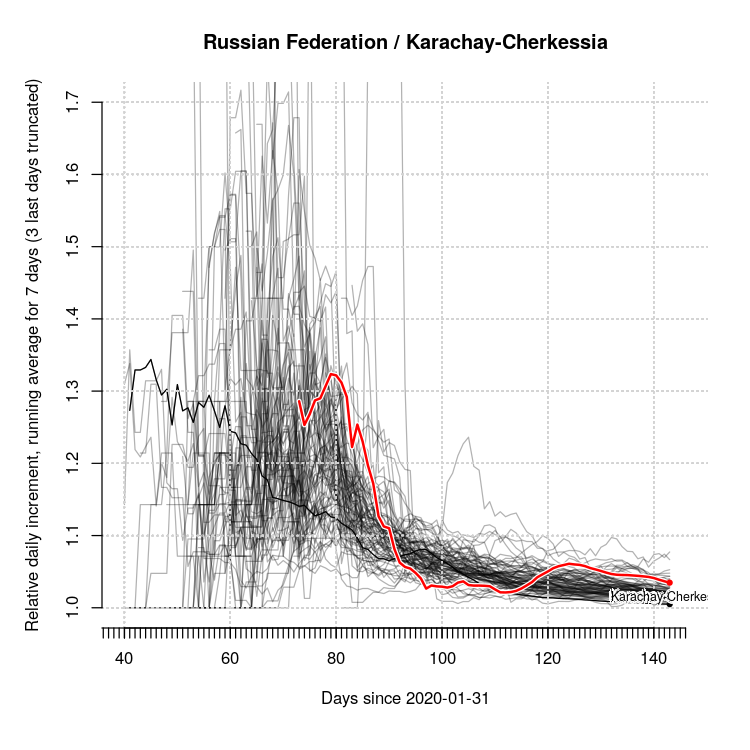 Russian Federation / Karachay-Cherkessia
Relative daily increment, running average for 7 days (3 last days truncated)
1.7
1.6
1.5
1.4
1.3
1.2
1.1
1.0
Karachay-Cherkes
40 60 80 100 120 140
Days since 2020-01-31